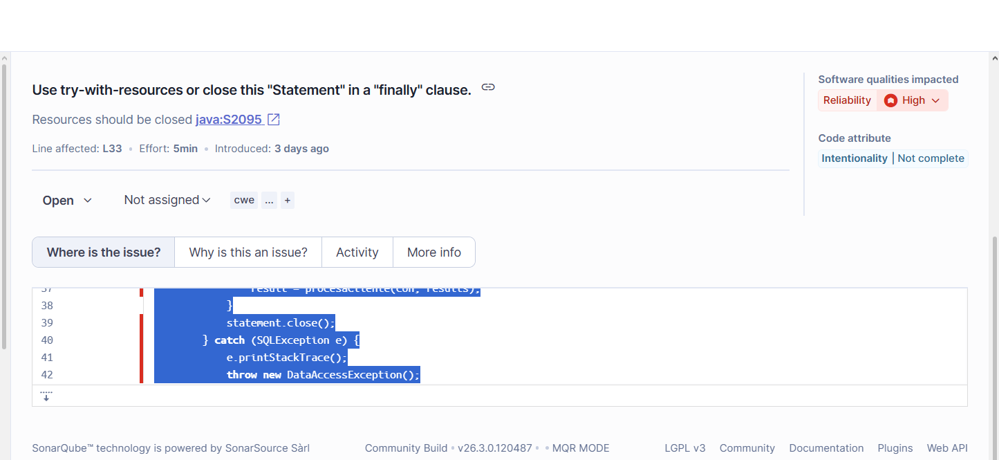 Use try-with-resources or close this "Statement" in a "finally" clause.
Resources should be closed java:S2095
Line affected: L33 • Effort: 5min • Introduced: 3 days ago
Software qualities impacted
Reliability High
Code attribute
Intentionality | Not complete
Open Not assigned cwe ... +
Where is the issue? Why is this an issue? Activity More info
37 result = procesaCliente(con, results);
38 }
39 statement.close();
40 } catch (SQLException e) {
41 e.printStackTrace();
42 throw new DataAccessException();
SonarQube™ technology is powered by SonarSource Sàrl Community Build • v26.3.0.120487 • • MQR MODE LGPL v3 Community Documentation Plugins Web API